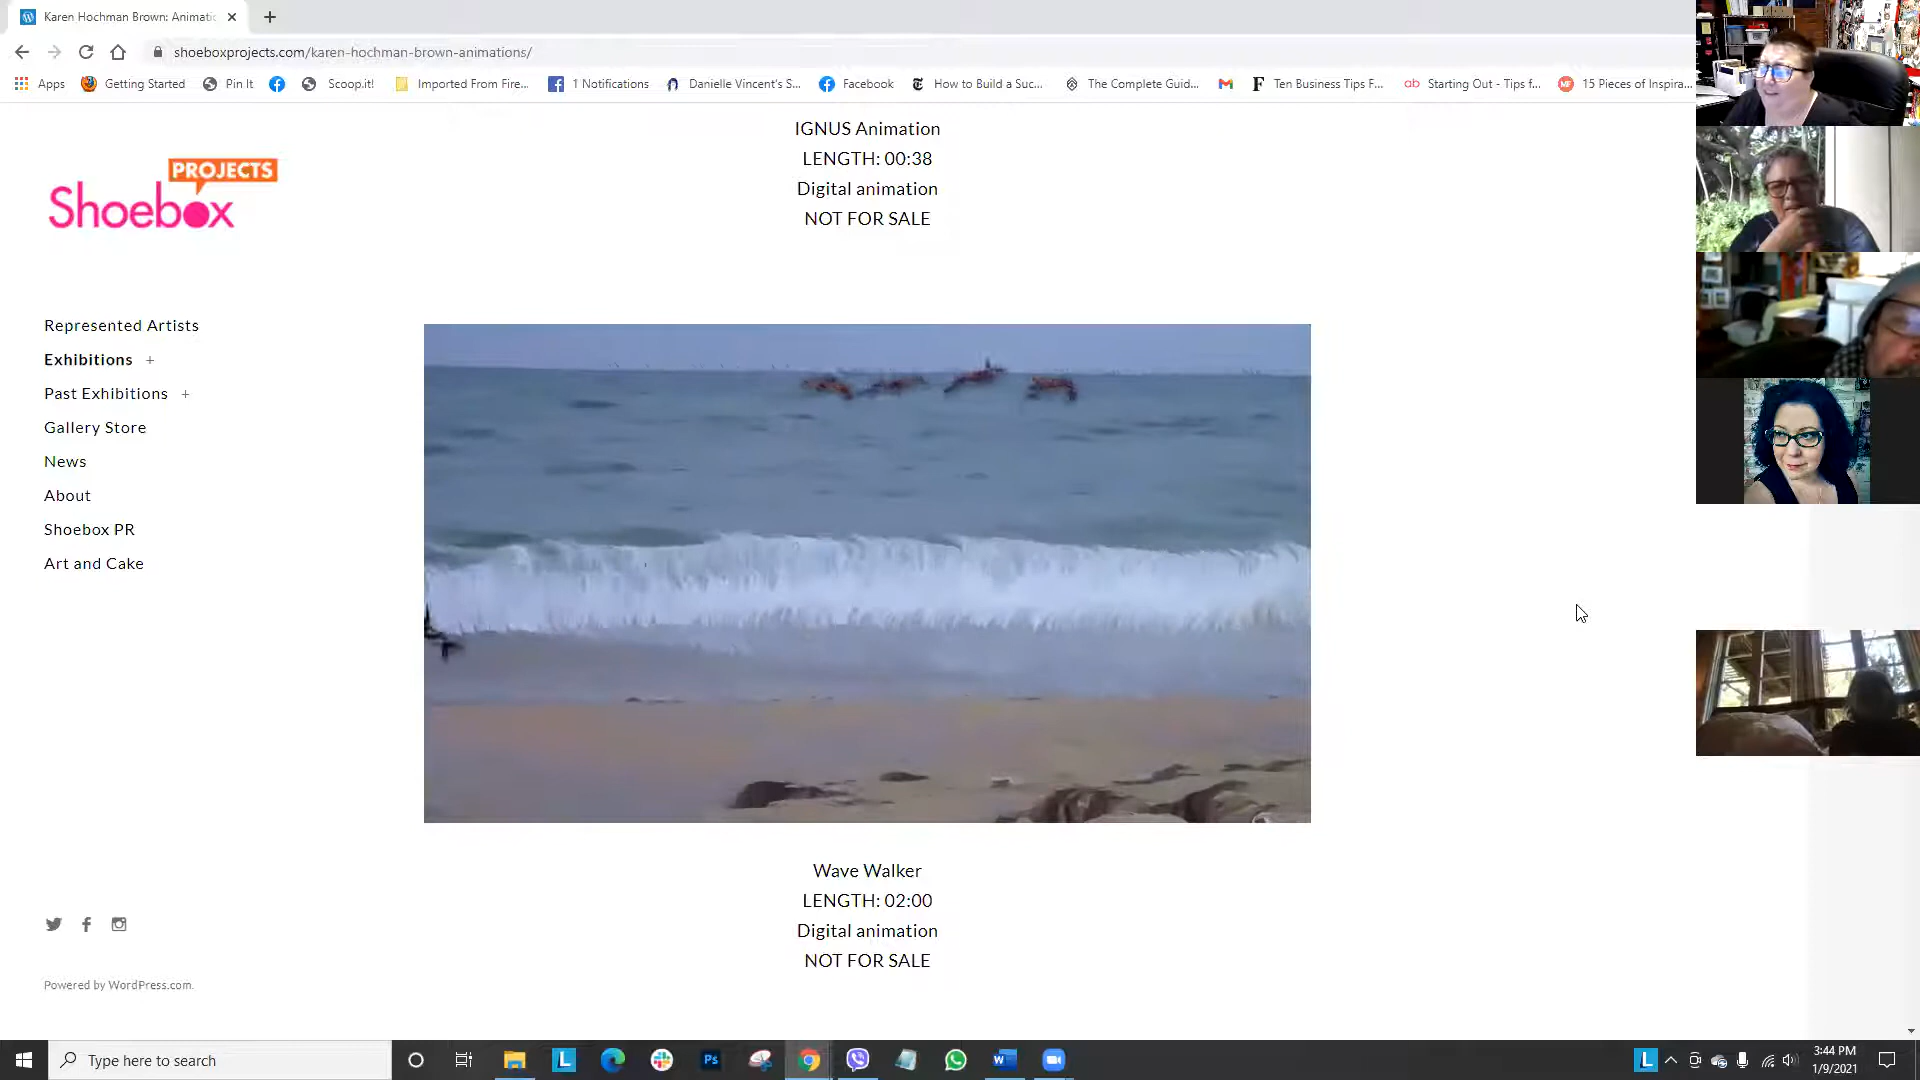 Karen Hochman Brown: Animatic
shoeboxprojects.com/karen-hochman-brown-animations/
Apps
Getting Started
Pin It
Scoop.it!
Imported From Fire...
1 Notifications
Danielle Vincent's S...
Facebook
How to Build a Suc...
The Complete Guid...
Ten Business Tips F...
Starting Out - Tips f...
15 Pieces of Inspira...
IGNUS Animation
LENGTH: 00:38
Digital animation
NOT FOR SALE
PROJECTS
Shoebox
Represented Artists
Exhibitions +
Past Exhibitions +
Gallery Store
News
About
Shoebox PR
Art and Cake
Wave Walker
LENGTH: 02:00
Digital animation
NOT FOR SALE
Powered by WordPress.com.
Type here to search
3:44 PM
1/9/2021